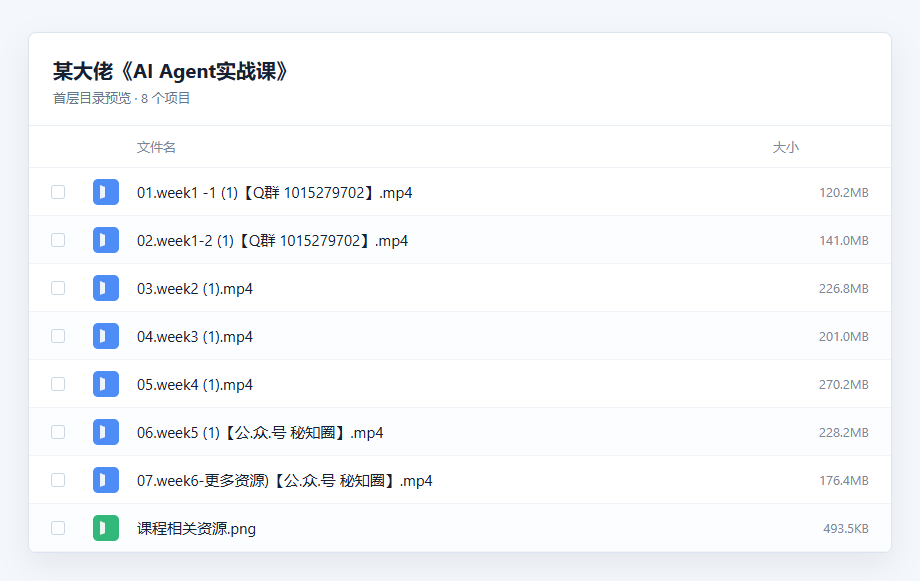 某大佬《AI Agent实战课》
首层目录预览 · 8 个项目
文件名 大小
01.week1 -1 (1)【Q群 1015279702】.mp4 120.2MB
02.week1-2 (1)【Q群 1015279702】.mp4 141.0MB
03.week2 (1).mp4 226.8MB
04.week3 (1).mp4 201.0MB
05.week4 (1).mp4 270.2MB
06.week5 (1)【公.众.号 秘知圈】.mp4 228.2MB
07.week6-更多资源)【公.众.号 秘知圈】.mp4 176.4MB
课程相关资源.png 493.5KB